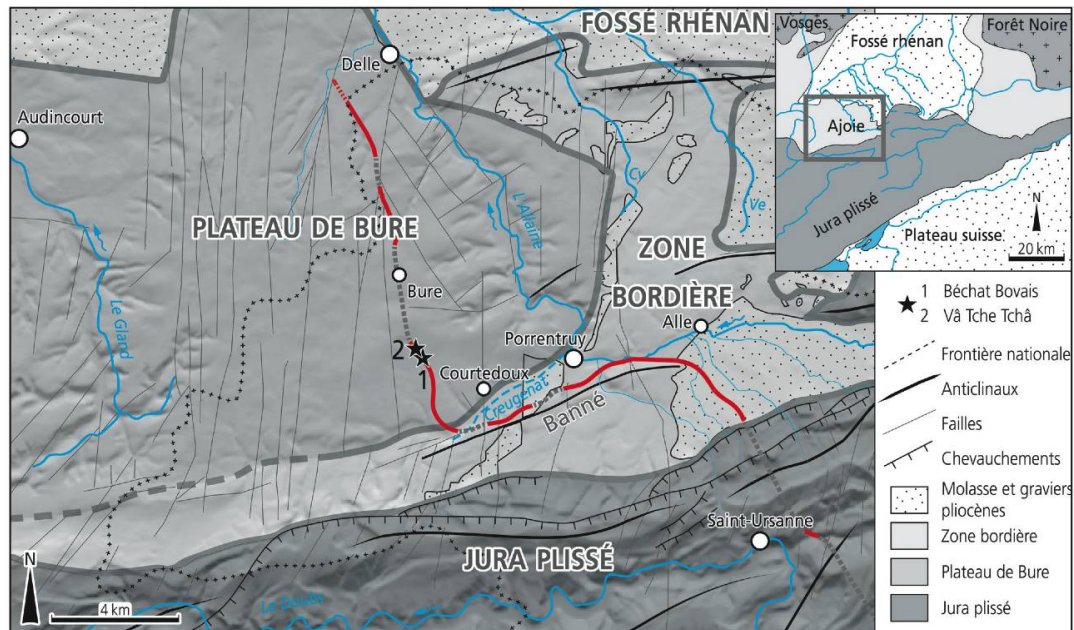 FOSSÉ RHÉNAN
Delle
Audincourt
PLATEAU DE BURE
L'Allaine
Cv
Ve
Le Gland
Bure
ZONE
BORDIÈRE
Alle
Porrentruy
2
1
Courtedoux
Creugenat
Banné
Saint-Ursanne
JURA PLISSÉ
Le Doubs
N
4 km
Vosges
Forêt Noire
Fossé rhénan
Ajoie
Jura plissé
Plateau suisse
N
20 km
1 Béchat Bovais
2 Vâ Tche Tchâ
Frontière nationale
Anticlinaux
Failles
Chevauchements
Molasse et graviers
pliocènes
Zone bordière
Plateau de Bure
Jura plissé